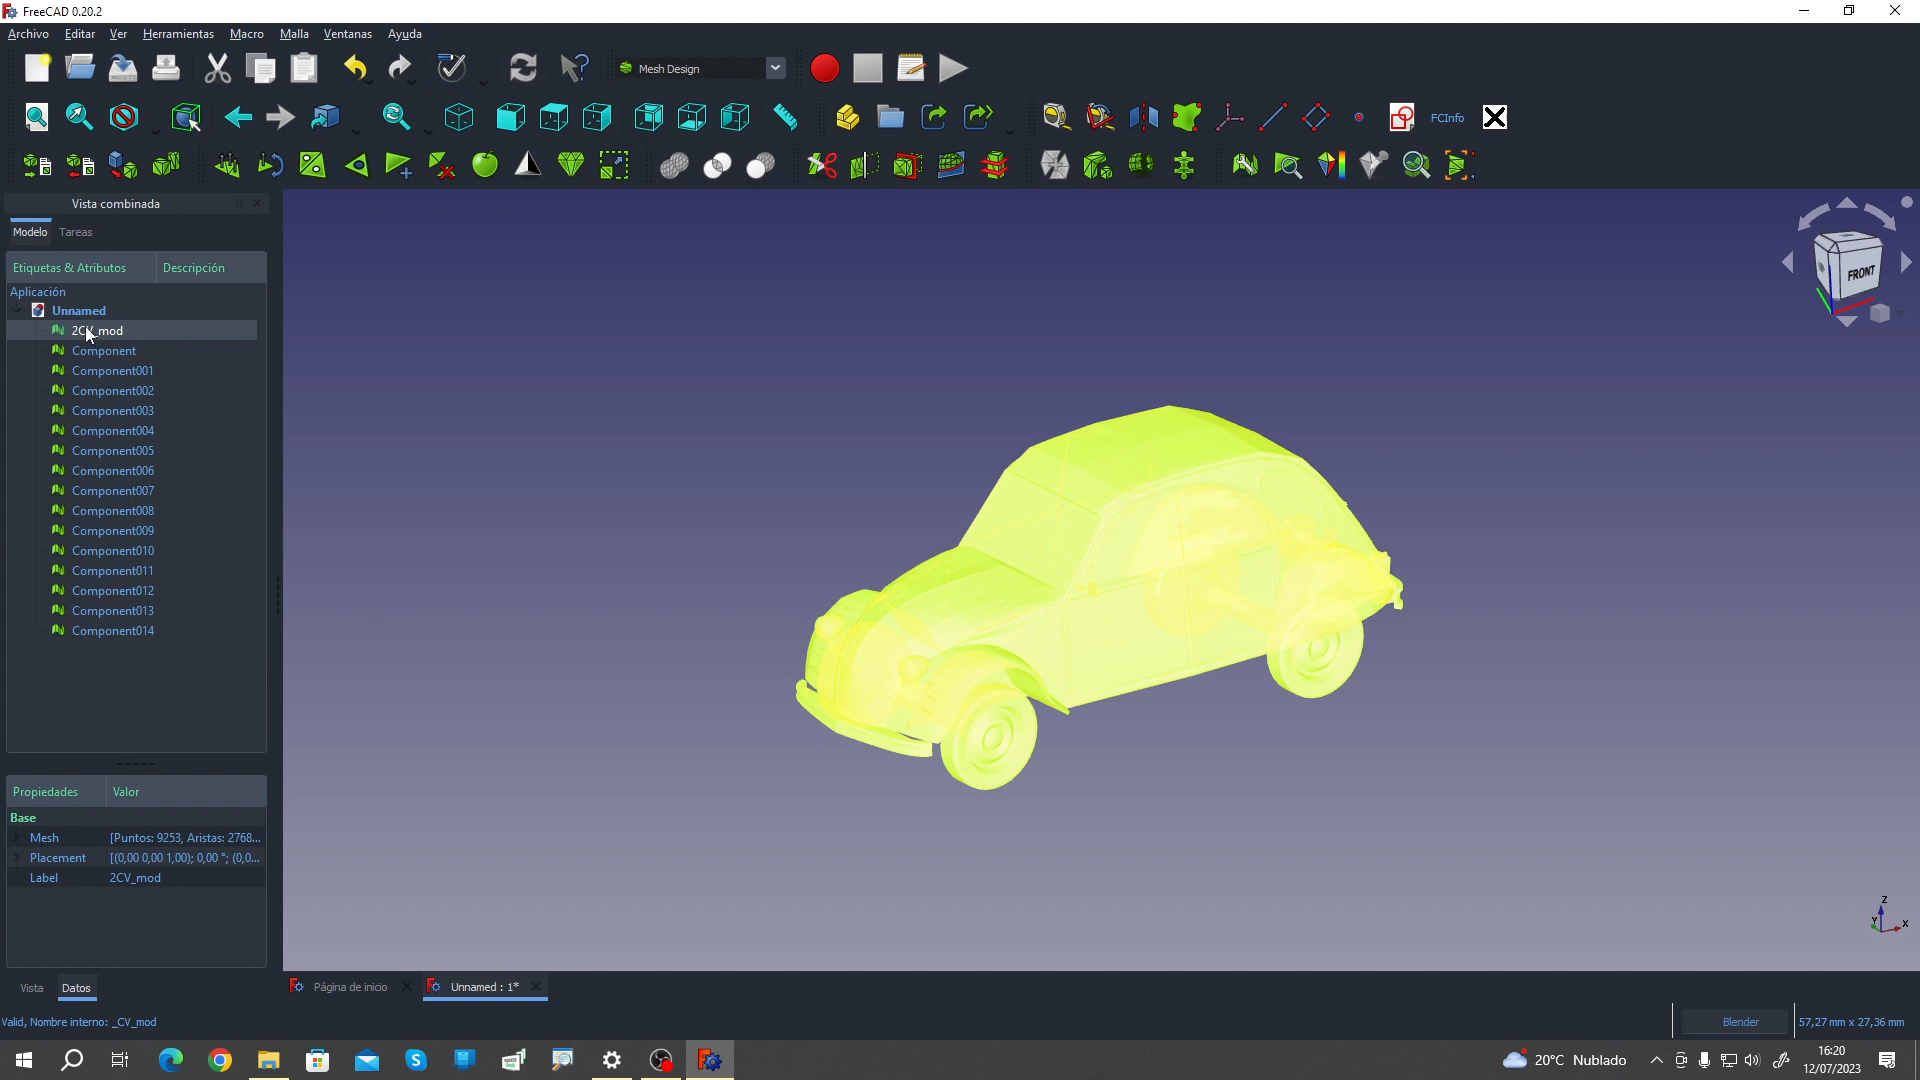 FreeCAD 0.20.2
Archivo Editar Ver Herramientas Macro Malla Ventanas Ayuda
Mesh Design
FCInfo
Vista combinada
Modelo Tareas
Etiquetas & Atributos Descripción
Aplicación
Unnamed
2CV_mod
Component
Component001
Component002
Component003
Component004
Component005
Component006
Component007
Component008
Component009
Component010
Component011
Component012
Component013
Component014
FRONT
Propiedades Valor
Base
Mesh [Puntos: 9253, Aristas: 2768...
Placement [(0,00 0,00 1,00); 0,00 °; (0,0...
Label 2CV_mod
Z
Y
X
Vista Datos
Página de inicio Unnamed : 1*
Valid, Nombre interno: _CV_mod
Blender 57,27 mm x 27,36 mm
20°C Nublado
16:20
12/07/2023